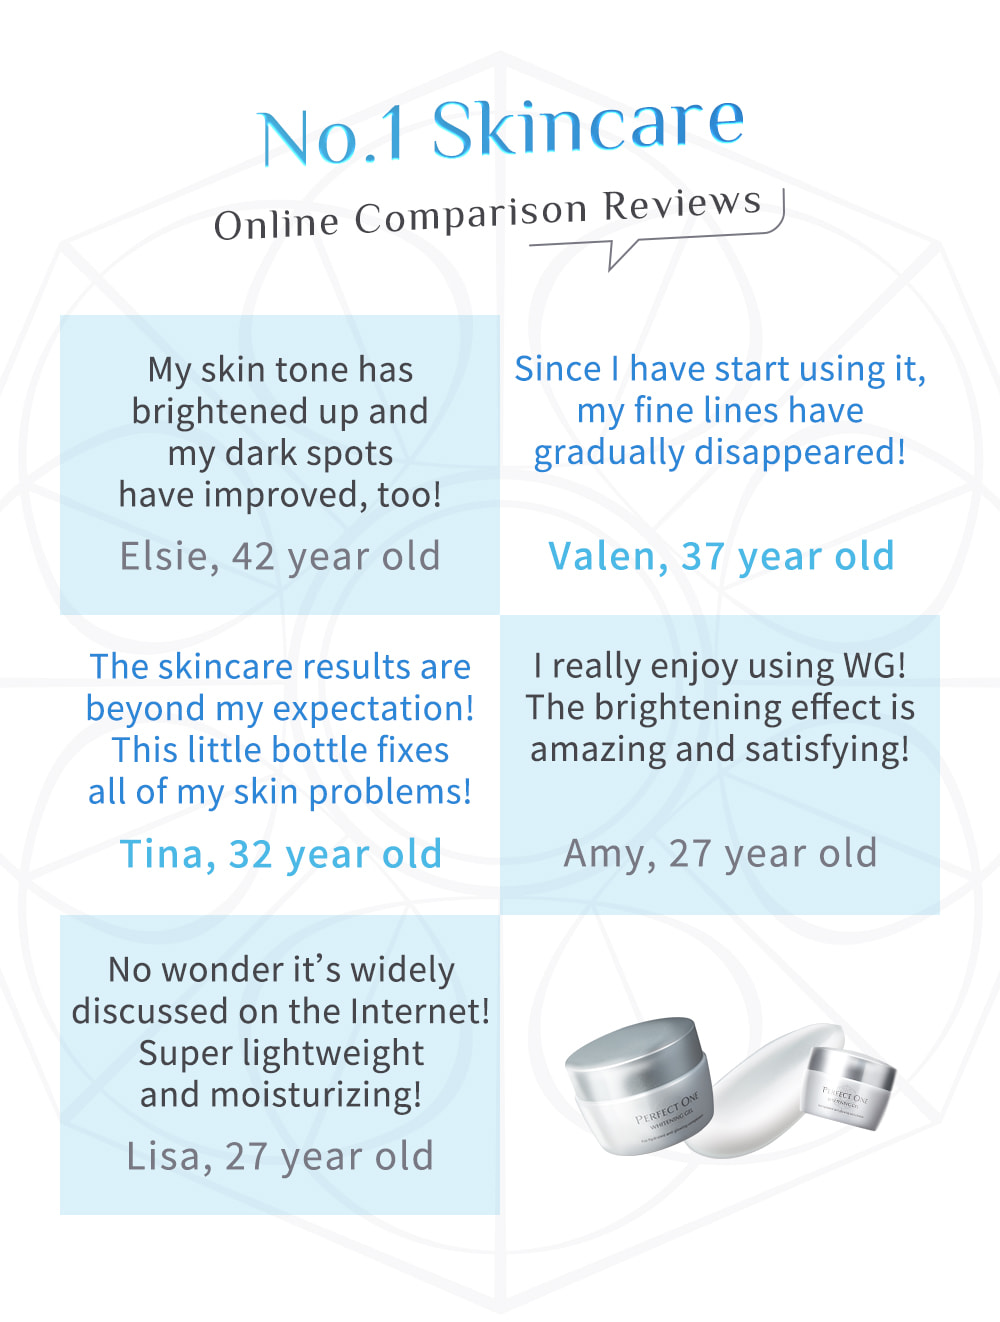 No.1 Skincare
Online Comparison Reviews
My skin tone has
brightened up and
my dark spots
have improved, too!
Elsie, 42 year old
Since I have start using it,
my fine lines have
gradually disappeared!
Valen, 37 year old
The skincare results are
beyond my expectation!
This little bottle fixes
all of my skin problems!
Tina, 32 year old
I really enjoy using WG!
The brightening effect is
amazing and satisfying!
Amy, 27 year old
No wonder it’s widely
discussed on the Internet!
Super lightweight
and moisturizing!
Lisa, 27 year old
PERFECT ONE
WHITENING GEL
PERFECT ONE
WHITENING GEL